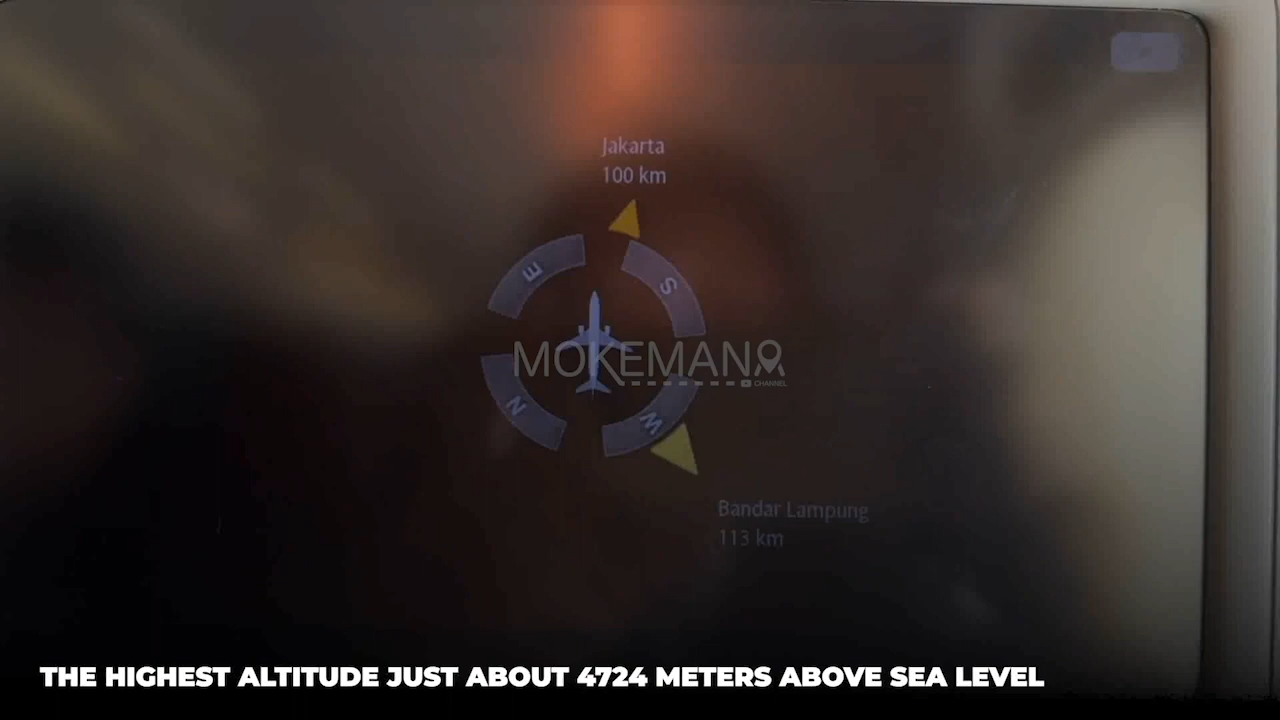 Jakarta
100 km
E
S
MOKEMAN
CHANNEL
N
W
Bandar Lampung
113 km
THE HIGHEST ALTITUDE JUST ABOUT 4724 METERS ABOVE SEA LEVEL